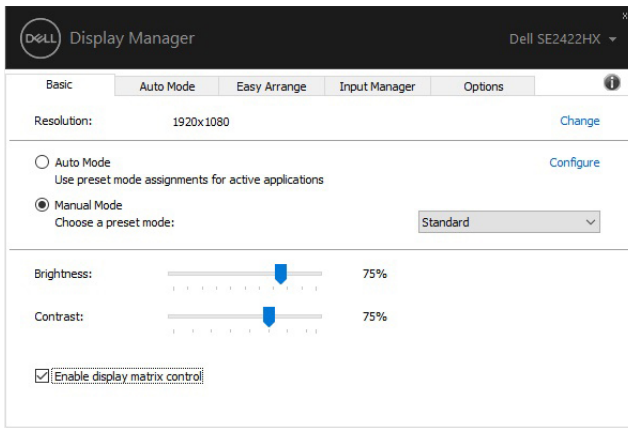 DELL Display Manager Dell SE2422HX
Basic Auto Mode Easy Arrange Input Manager Options
Resolution: 1920x1080 Change
Auto Mode Configure
Use preset mode assignments for active applications
Manual Mode
Choose a preset mode: Standard
Brightness: 75%
Contrast: 75%
Enable display matrix control